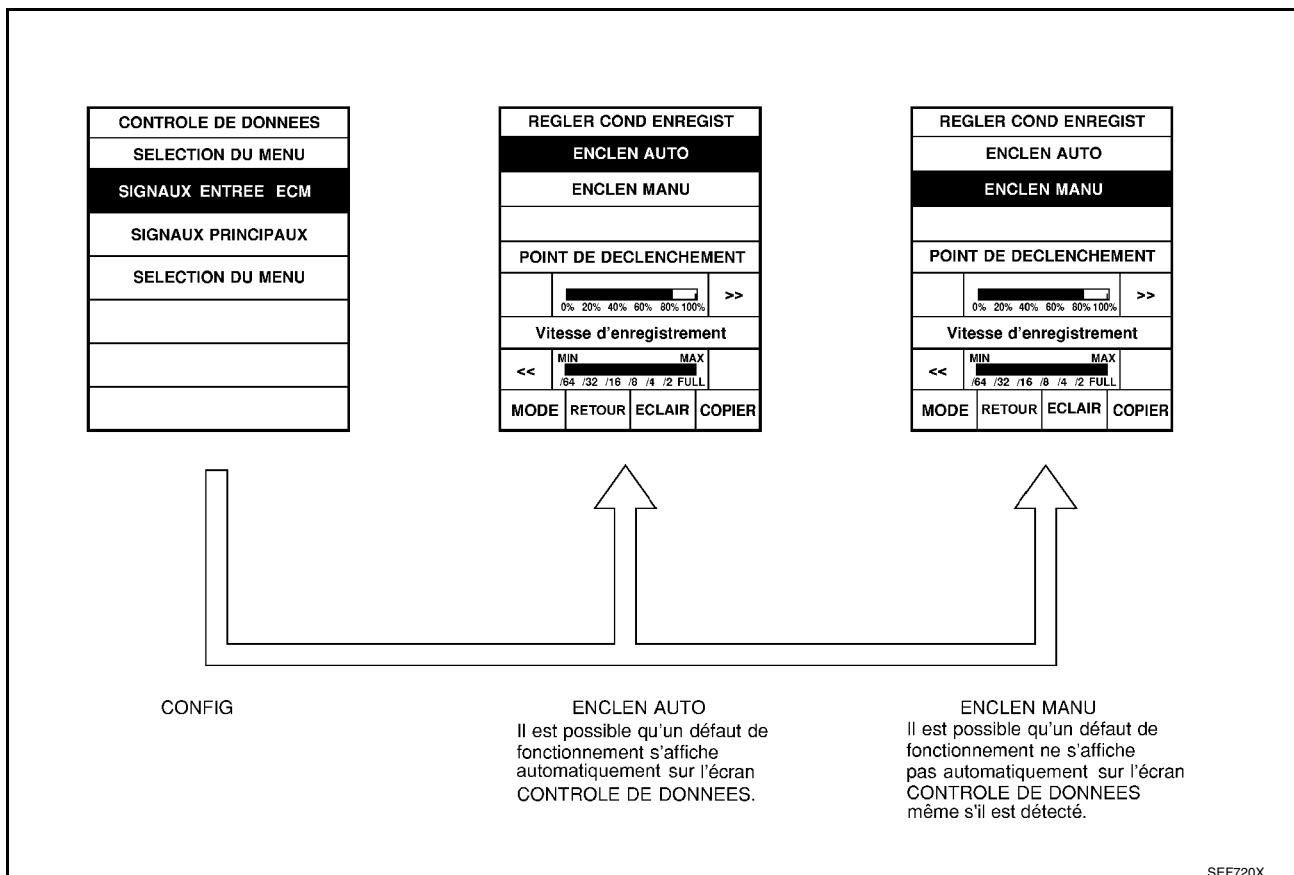 CONTROLE DE DONNEES
SELECTION DU MENU
SIGNAUX ENTREE ECM
SIGNAUX PRINCIPAUX
SELECTION DU MENU
REGLER COND ENREGIST
ENCLEN AUTO
ENCLEN MANU
POINT DE DECLENCHEMENT
>>
0% 20% 40% 60% 80% 100%
Vitesse d'enregistrement
MIN MAX
<<
/64 /32 /16 /8 /4 /2 FULL
MODE RETOUR ECLAIR COPIER
REGLER COND ENREGIST
ENCLEN AUTO
ENCLEN MANU
POINT DE DECLENCHEMENT
>>
0% 20% 40% 60% 80% 100%
Vitesse d'enregistrement
MIN MAX
<<
/64 /32 /16 /8 /4 /2 FULL
MODE RETOUR ECLAIR COPIER
CONFIG
ENCLEN AUTO
Il est possible qu'un défaut de
fonctionnement s'affiche
automatiquement sur l'écran
CONTROLE DE DONNEES.
ENCLEN MANU
Il est possible qu'un défaut de
fonctionnement ne s'affiche
pas automatiquement sur l'écran
CONTROLE DE DONNEES
même s'il est détecté.
SEF720X